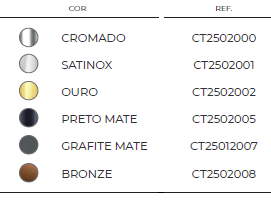 COR REF.
CROMADO CT2502000
SATINOX CT2502001
OURO CT2502002
PRETO MATE CT2502005
GRAFITE MATE CT25012007
BRONZE CT2502008